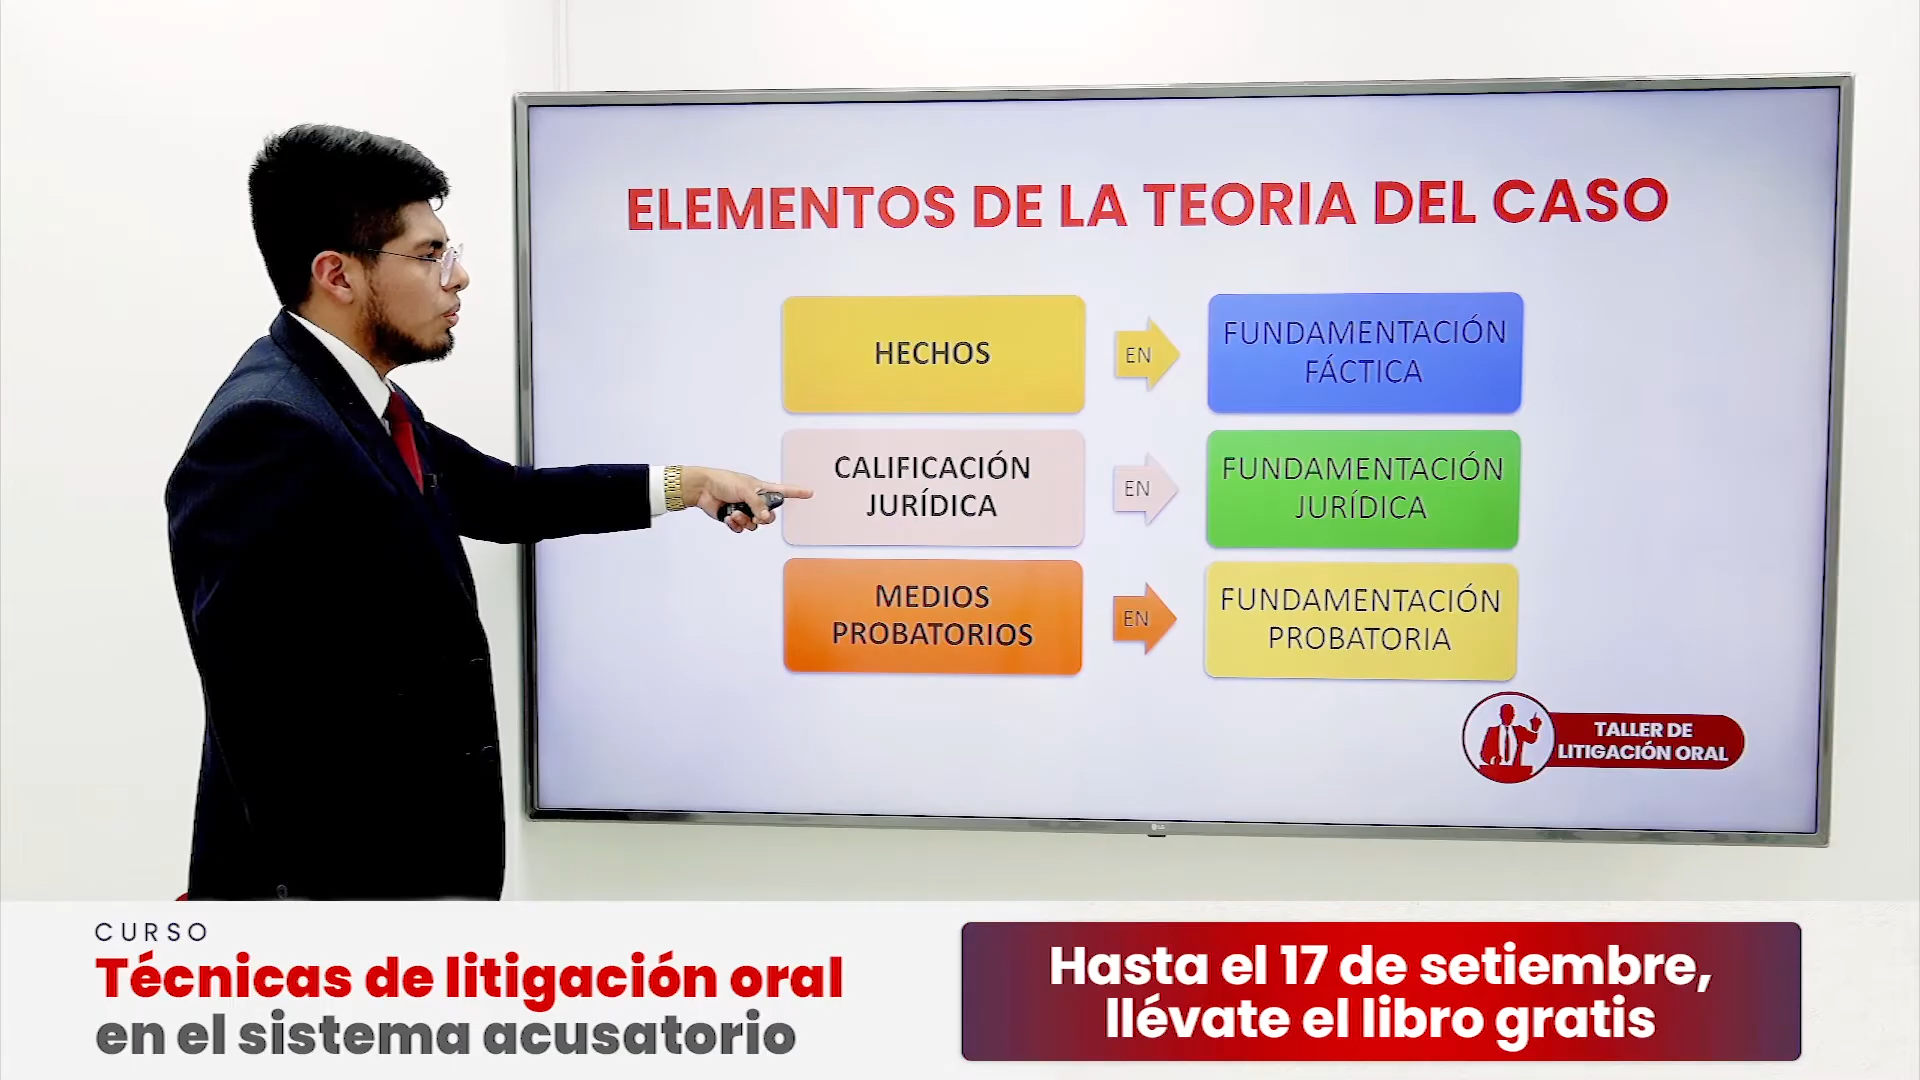 ELEMENTOS DE LA TEORIA DEL CASO
HECHOS
EN
FUNDAMENTACIÓN
FÁCTICA
CALIFICACIÓN
JURÍDICA
EN
FUNDAMENTACIÓN
JURÍDICA
MEDIOS
PROBATORIOS
EN
FUNDAMENTACIÓN
PROBATORIA
TALLER DE
LITIGACIÓN ORAL
LG
CURSO
Técnicas de litigación oral
en el sistema acusatorio
Hasta el 17 de setiembre,
llévate el libro gratis